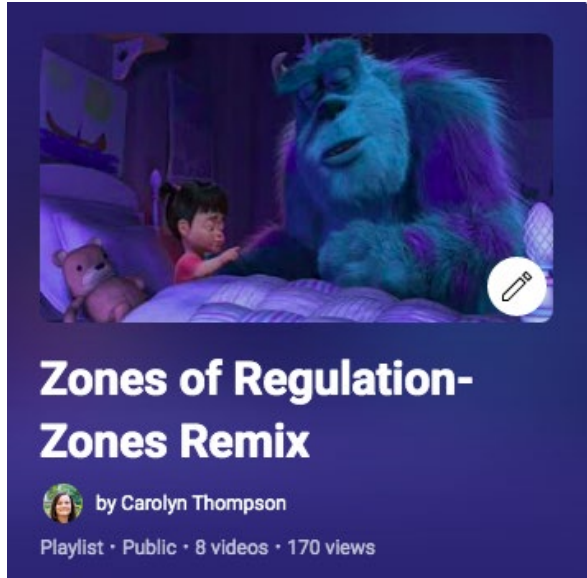 Zones of Regulation-
Zones Remix
by Carolyn Thompson
Playlist • Public • 8 videos • 170 views